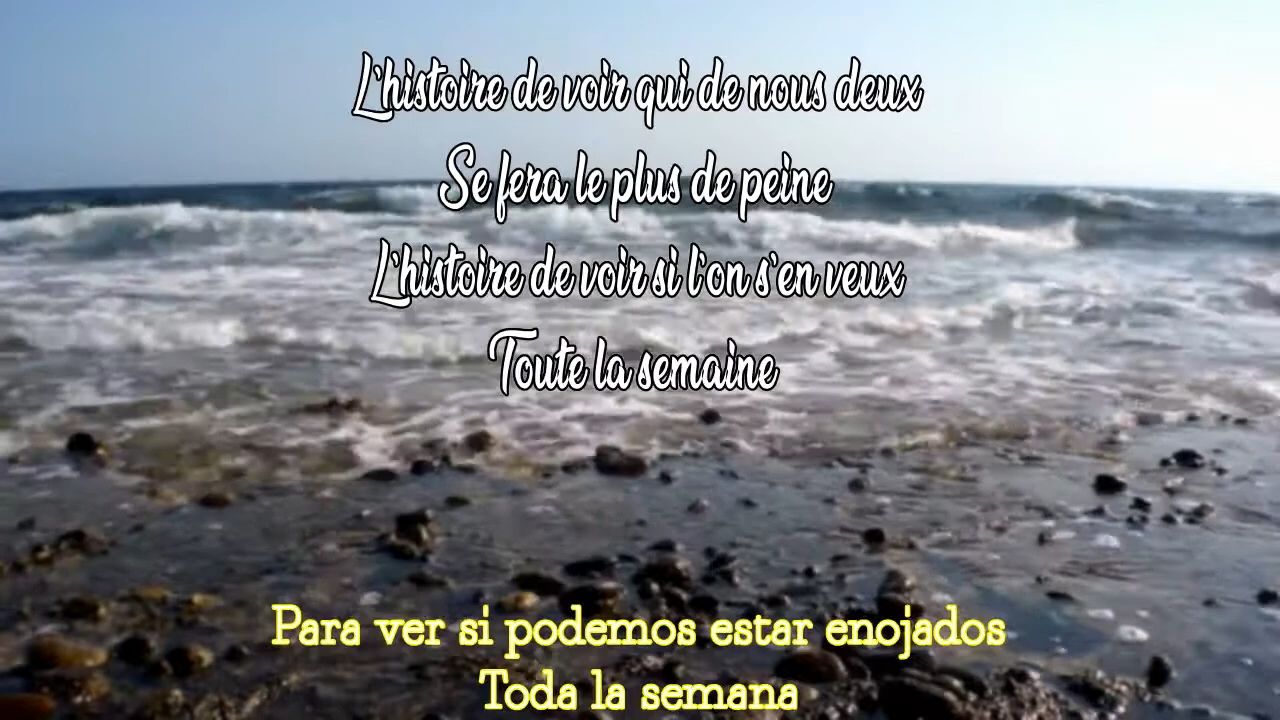 L'histoire de voir qui de nous deux
Se fera le plus de peine
L'histoire de voir si l'on s'en veux
Toute la semaine
Para ver si podemos estar enojados
Toda la semana